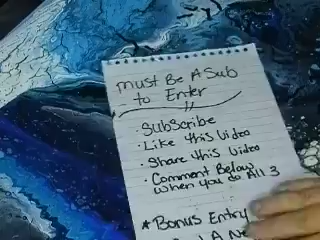 must Be A Sub
to Enter
• Subscribe
• Like this Video
• Share this Video
• Comment Below
when you do All 3
★ Bonus Entry